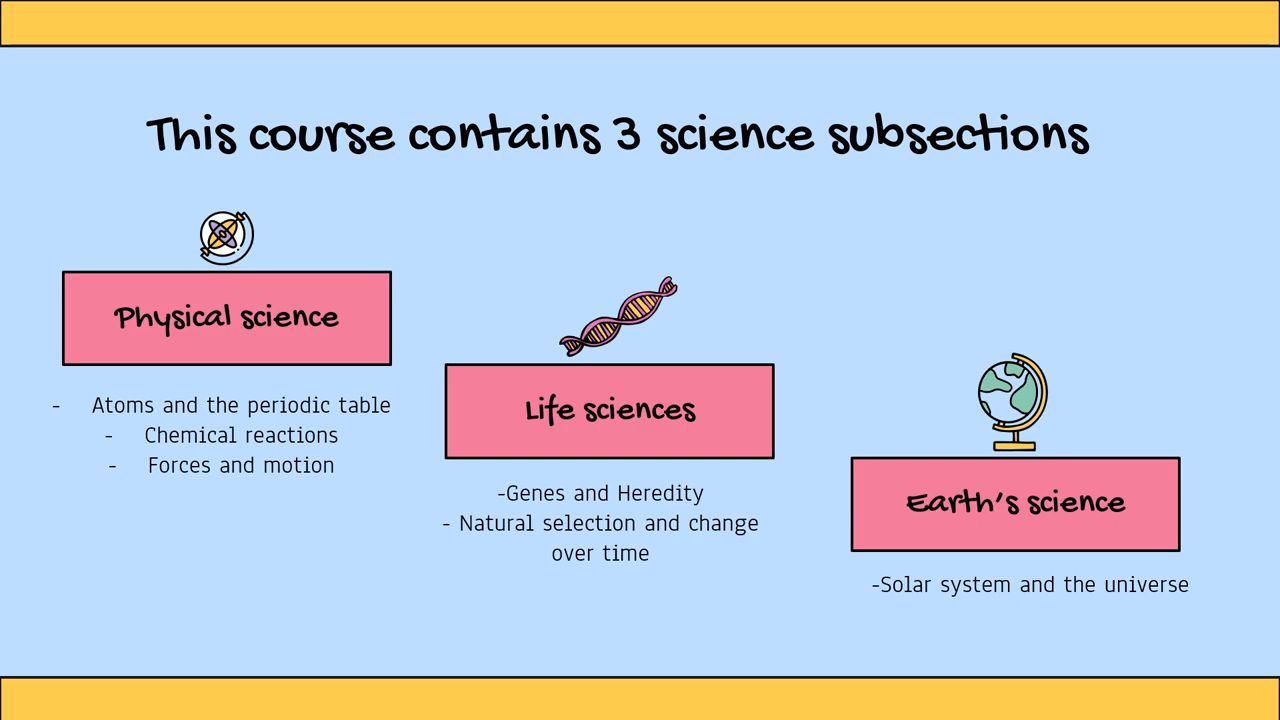 This course contains 3 science subsections
Physical science
- Atoms and the periodic table
- Chemical reactions
- Forces and motion
Life sciences
-Genes and Heredity
- Natural selection and change
over time
Earth's science
-Solar system and the universe